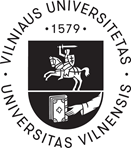 VILNIAUS UNIVERSITETAS
· 1579 ·
UNIVERSITAS VILNENSIS